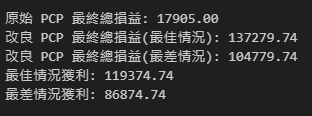 原始 PCP 最終總損益: 17905.00
改良 PCP 最終總損益(最佳情況): 137279.74
改良 PCP 最終總損益(最差情況): 104779.74
最佳情況獲利: 119374.74
最差情況獲利: 86874.74